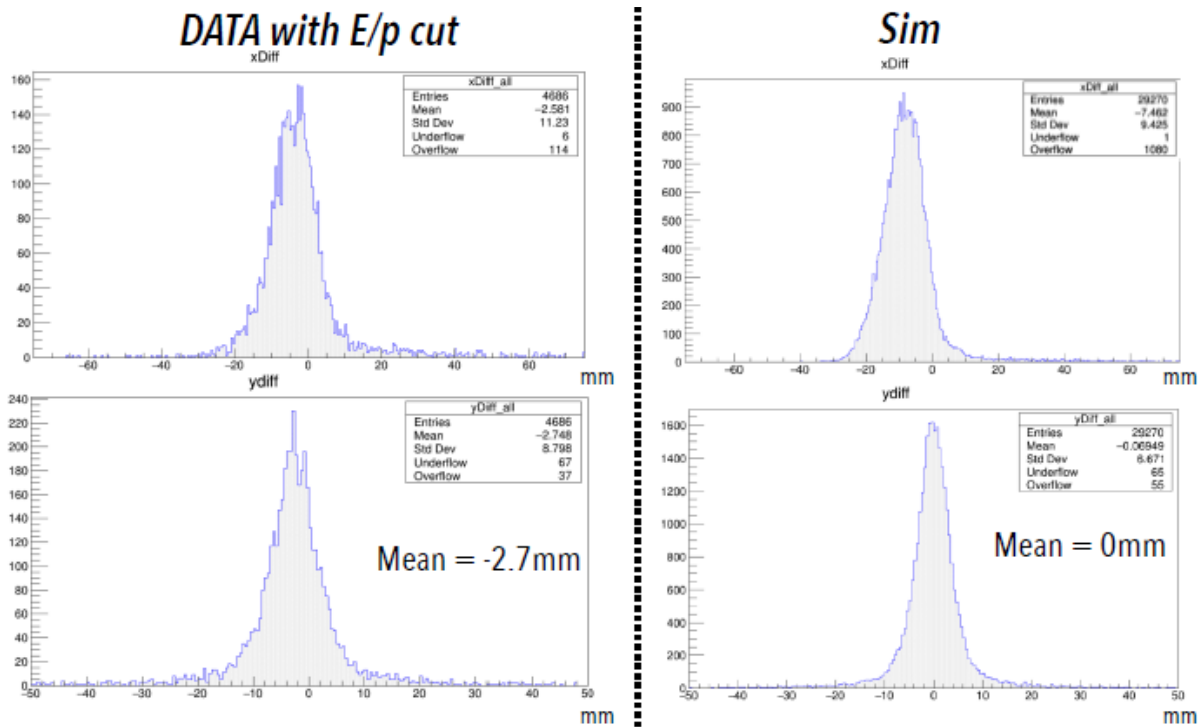 DATA with E/p cut
xDiff
xDiff_all
Entries 4686
Mean −2.581
Std Dev 11.23
Underflow 6
Overflow 114
160
140
120
100
80
60
40
20
0
−60 −40 −20 0 20 40 60
mm
ydiff
yDiff_all
Entries 4686
Mean −2.748
Std Dev 8.798
Underflow 67
Overflow 37
240
220
200
180
160
140
120
100
80
60
40
20
0
Mean = -2.7mm
−50 −40 −30 −20 −10 0 10 20 30 40 50
mm
Sim
xDiff
xDiff_all
Entries 29270
Mean −7.462
Std Dev 9.425
Underflow 1
Overflow 1080
900
800
700
600
500
400
300
200
100
0
−60 −40 −20 0 20 40 60
mm
ydiff
yDiff_all
Entries 29270
Mean −0.06949
Std Dev 6.671
Underflow 65
Overflow 55
1600
1400
1200
1000
800
600
400
200
0
Mean = 0mm
−50 −40 −30 −20 −10 0 10 20 30 40 50
mm